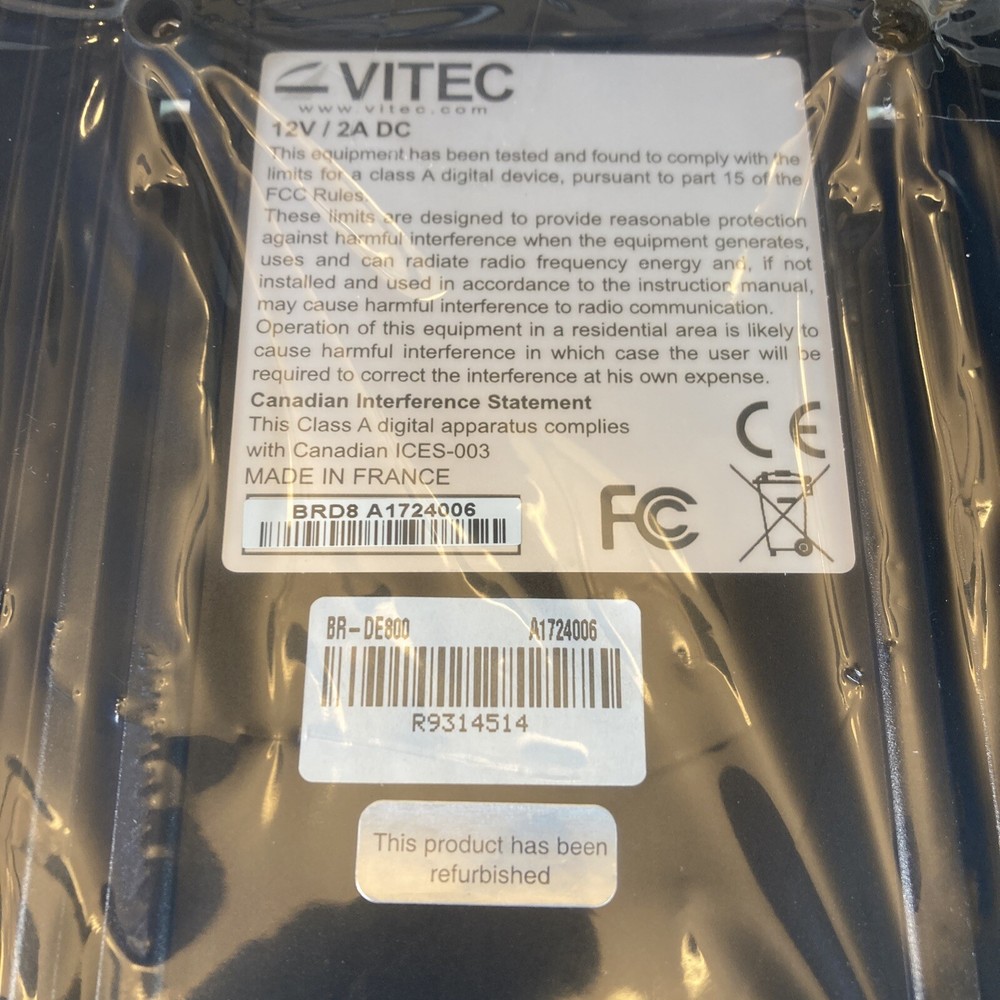 VITEC
www.vitec.com
12V / 2A DC
This equipment has been tested and found to comply with the
limits for a class A digital device, pursuant to part 15 of the
FCC Rules.
These limits are designed to provide reasonable protection
against harmful interference when the equipment generates,
uses and can radiate radio frequency energy and, if not
installed and used in accordance to the instruction manual,
may cause harmful interference to radio communication.
Operation of this equipment in a residential area is likely to
cause harmful interference in which case the user will be
required to correct the interference at his own expense.
Canadian Interference Statement
This Class A digital apparatus complies
with Canadian ICES-003
MADE IN FRANCE
CE
FC
BRD8 A1724006
BR-DE800 A1724006
R9314514
This product has been
refurbished